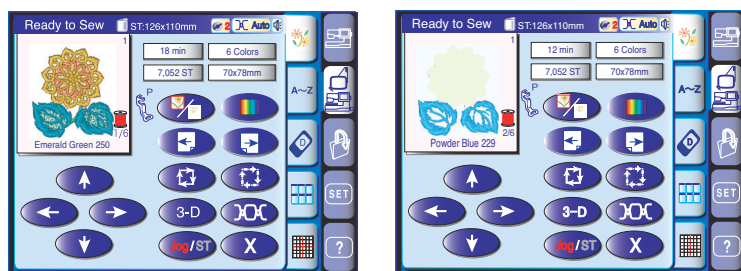 Ready to Sew
ST:126x110mm
2
Auto
1
18 min
6 Colors
7,052 ST
70x78mm
P
1/6
Emerald Green 250
3-D
Jog/ST
X
A~Z
D
SET
?
Ready to Sew
ST:126x110mm
2
Auto
1
12 min
6 Colors
7,052 ST
70x78mm
P
2/6
Powder Blue 229
3-D
Jog/ST
X
A~Z
D
SET
?